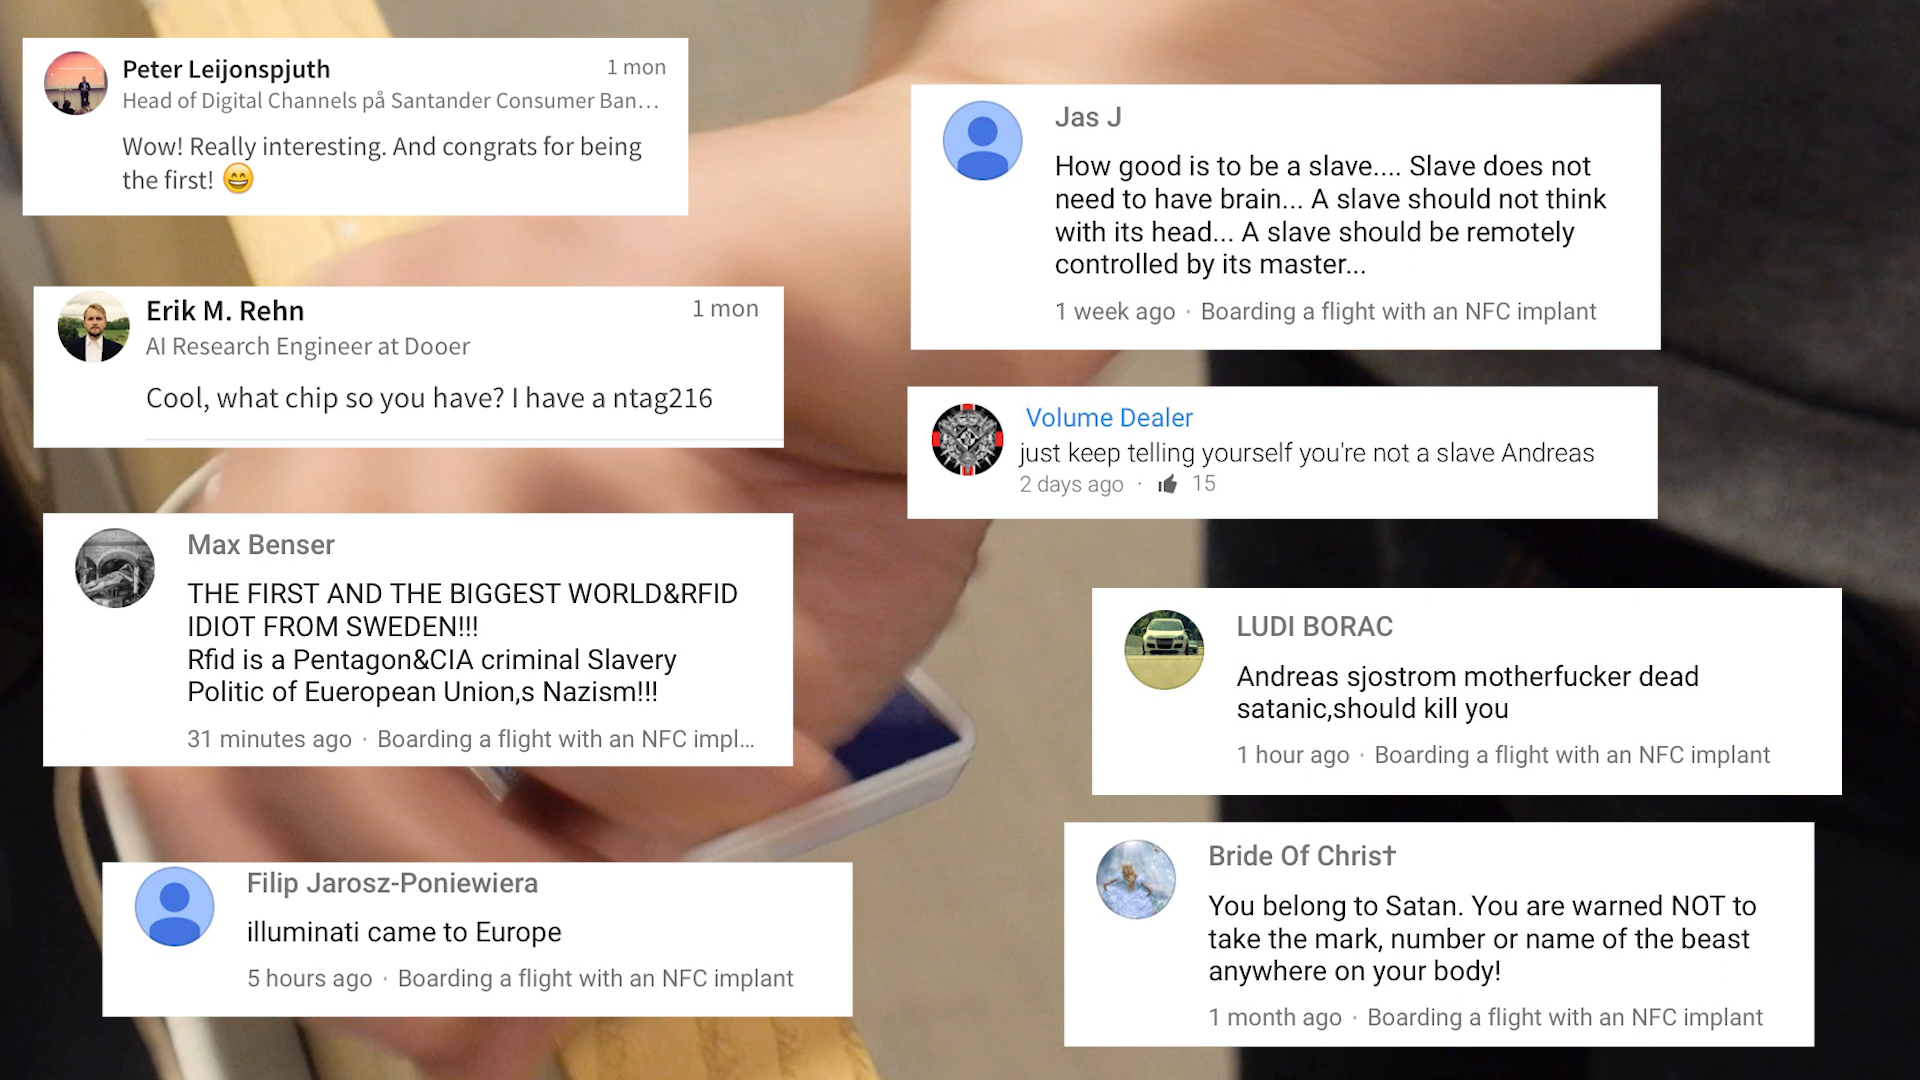 Peter Leijonspjuth
1 mon
Head of Digital Channels på Santander Consumer Ban...
Wow! Really interesting. And congrats for being
the first! 😄
Erik M. Rehn
1 mon
AI Research Engineer at Dooer
Cool, what chip so you have? I have a ntag216
Max Benser
THE FIRST AND THE BIGGEST WORLD&RFID
IDIOT FROM SWEDEN!!!
Rfid is a Pentagon&CIA criminal Slavery
Politic of Eueropean Union,s Nazism!!!
31 minutes ago · Boarding a flight with an NFC impl...
Filip Jarosz-Poniewiera
illuminati came to Europe
5 hours ago · Boarding a flight with an NFC implant
Jas J
How good is to be a slave.... Slave does not
need to have brain... A slave should not think
with its head... A slave should be remotely
controlled by its master...
1 week ago · Boarding a flight with an NFC implant
Volume Dealer
just keep telling yourself you're not a slave Andreas
2 days ago · 15
LUDI BORAC
Andreas sjostrom motherfucker dead
satanic,should kill you
1 hour ago · Boarding a flight with an NFC implant
Bride Of Chris†
You belong to Satan. You are warned NOT to
take the mark, number or name of the beast
anywhere on your body!
1 month ago · Boarding a flight with an NFC implant